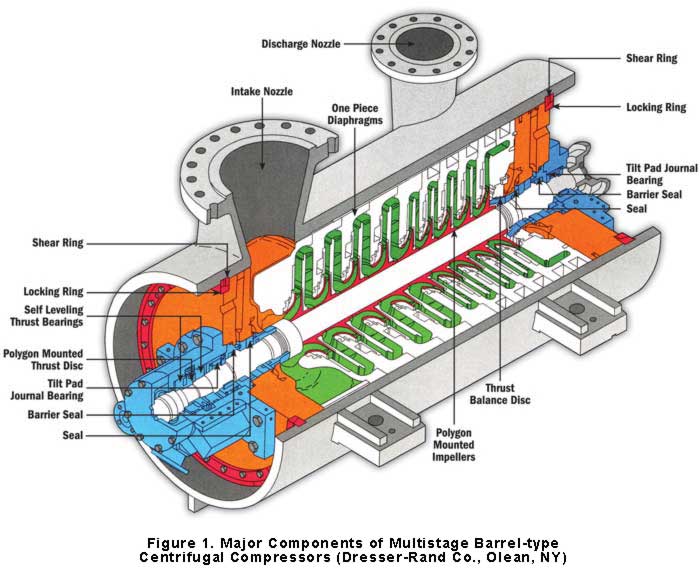 Discharge Nozzle
Shear Ring
Intake Nozzle
One Piece
Diaphragms
Locking Ring
Tilt Pad Journal
Bearing
Barrier Seal
Seal
Shear Ring
Locking Ring
Self Leveling
Thrust Bearings
Polygon Mounted
Thrust Disc
Tilt Pad
Journal Bearing
Barrier Seal
Seal
Thrust
Balance Disc
Polygon
Mounted
Impellers
Figure 1. Major Components of Multistage Barrel-type
Centrifugal Compressors (Dresser-Rand Co., Olean, NY)